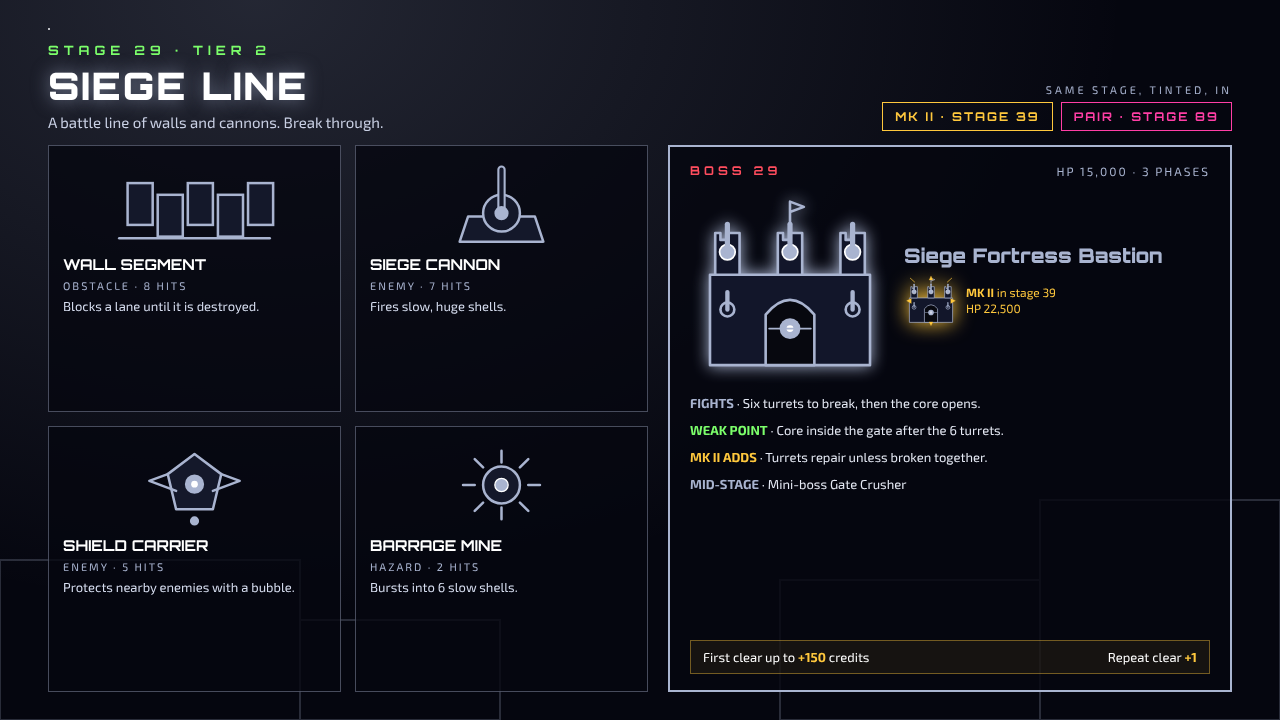 STAGE 29 · TIER 2
SIEGE LINE
A battle line of walls and cannons. Break through.
SAME STAGE, TINTED, IN
MK II · STAGE 39
PAIR · STAGE 89
WALL SEGMENT
OBSTACLE · 8 HITS
Blocks a lane until it is destroyed.
SIEGE CANNON
ENEMY · 7 HITS
Fires slow, huge shells.
SHIELD CARRIER
ENEMY · 5 HITS
Protects nearby enemies with a bubble.
BARRAGE MINE
HAZARD · 2 HITS
Bursts into 6 slow shells.
BOSS 29
HP 15,000 · 3 PHASES
Siege Fortress Bastion
MK II in stage 39
HP 22,500
FIGHTS · Six turrets to break, then the core opens.
WEAK POINT · Core inside the gate after the 6 turrets.
MK II ADDS · Turrets repair unless broken together.
MID-STAGE · Mini-boss Gate Crusher
First clear up to +150 credits
Repeat clear +1